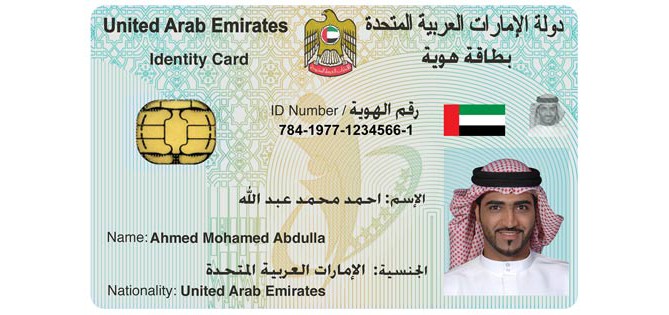 United Arab Emirates
دولة الإمارات العربية المتحدة
Identity Card
بطاقة هوية
ID Number / رقم الهوية
784-1977-1234566-1
الإسم: احمد محمد عبد الله
Name: Ahmed Mohamed Abdulla
الجنسية: الإمارات العربية المتحدة
Nationality: United Arab Emirates